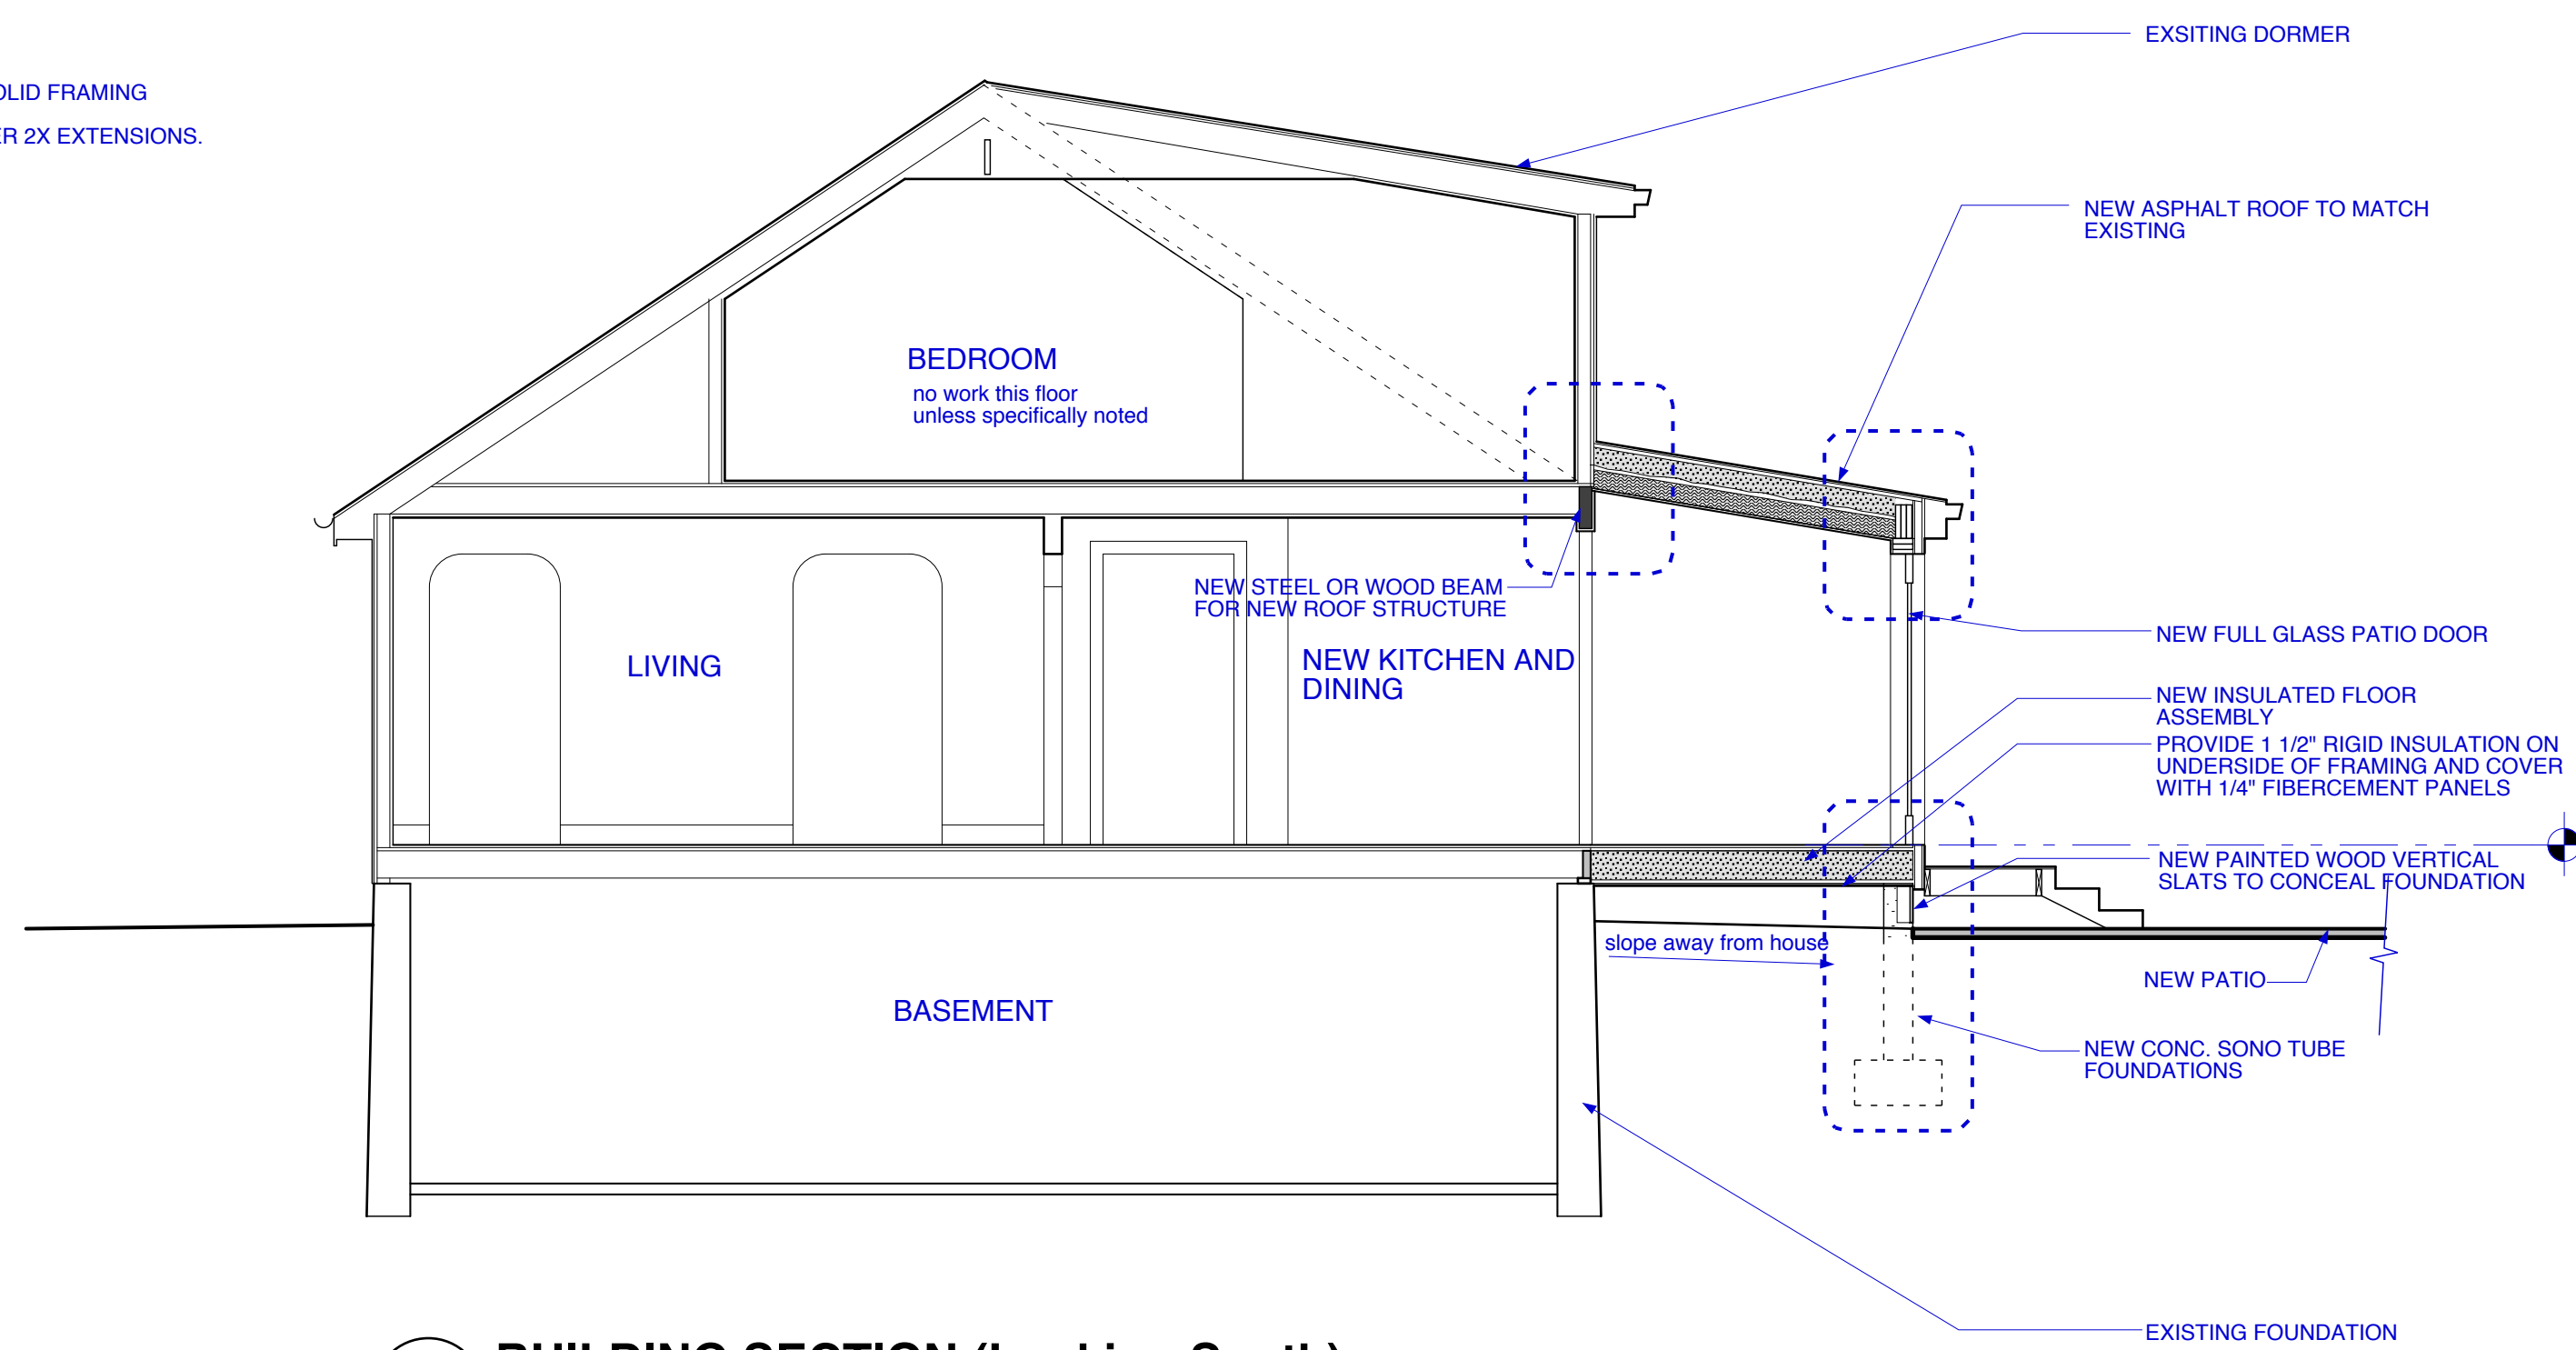 OLID FRAMING
ER 2X EXTENSIONS.
EXSITING DORMER
NEW ASPHALT ROOF TO MATCH
EXISTING
BEDROOM
no work this floor
unless specifically noted
NEW STEEL OR WOOD BEAM
FOR NEW ROOF STRUCTURE
LIVING
NEW KITCHEN AND
DINING
NEW FULL GLASS PATIO DOOR
NEW INSULATED FLOOR
ASSEMBLY
PROVIDE 1 1/2" RIGID INSULATION ON
UNDERSIDE OF FRAMING AND COVER
WITH 1/4" FIBERCEMENT PANELS
NEW PAINTED WOOD VERTICAL
SLATS TO CONCEAL FOUNDATION
slope away from house
NEW PATIO
BASEMENT
NEW CONC. SONO TUBE
FOUNDATIONS
EXISTING FOUNDATION
BUILDING SECTION (Looking South)